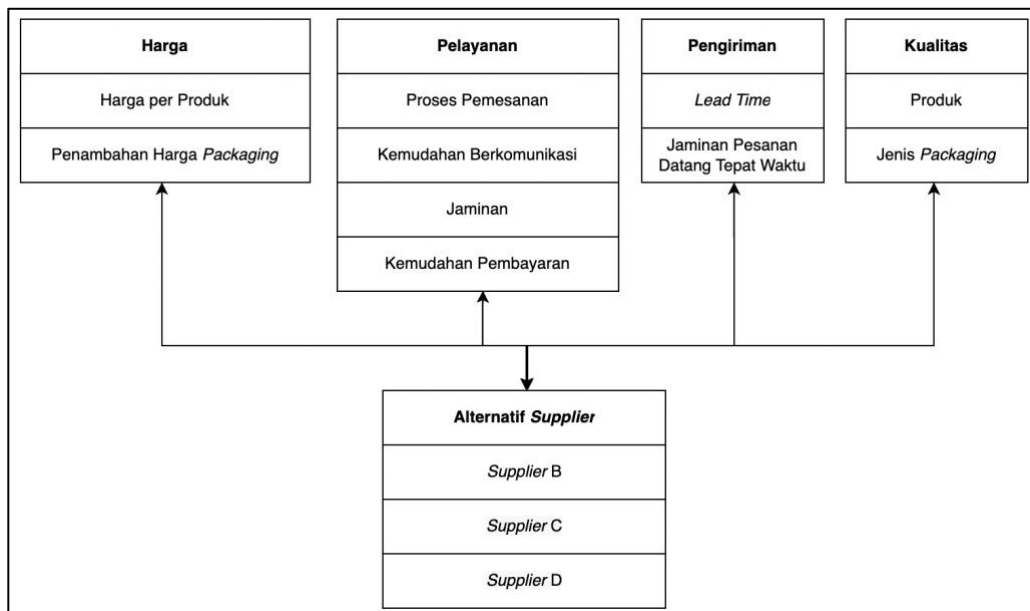 Harga
Harga per Produk
Penambahan Harga Packaging
Pelayanan
Proses Pemesanan
Kemudahan Berkomunikasi
Jaminan
Kemudahan Pembayaran
Pengiriman
Lead Time
Jaminan Pesanan
Datang Tepat Waktu
Kualitas
Produk
Jenis Packaging
Alternatif Supplier
Supplier B
Supplier C
Supplier D